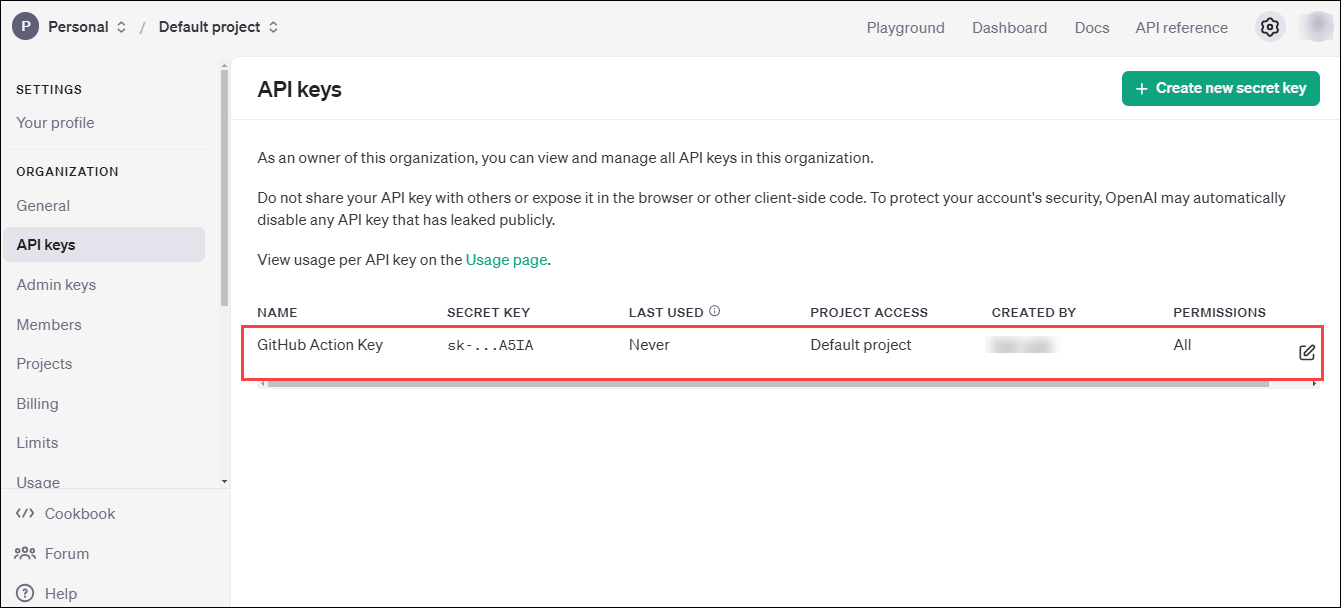 P Personal / Default project
Playground Dashboard Docs API reference
SETTINGS
Your profile
ORGANIZATION
General
API keys
Admin keys
Members
Projects
Billing
Limits
Usage
Cookbook
Forum
? Help
API keys
+ Create new secret key
As an owner of this organization, you can view and manage all API keys in this organization.
Do not share your API key with others or expose it in the browser or other client-side code. To protect your account's security, OpenAI may automatically
disable any API key that has leaked publicly.
View usage per API key on the Usage page.
NAME SECRET KEY LAST USED PROJECT ACCESS CREATED BY PERMISSIONS
GitHub Action Key sk-...A5IA Never Default project All